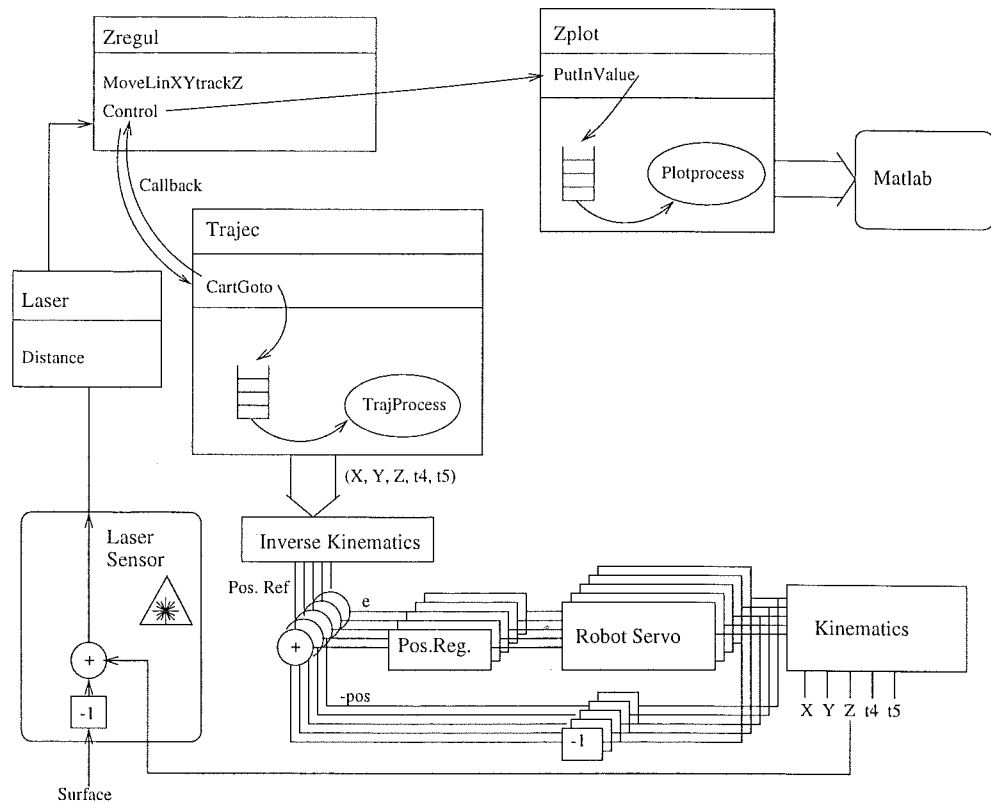 Zregul
MoveLinXYtrackZ
Control
Callback
Zplot
PutInValue
Plotprocess
Matlab
Trajec
CartGoto
TrajProcess
(X, Y, Z, t4, t5)
Laser
Distance
Laser
Sensor
+
-1
Surface
Inverse Kinematics
Pos. Ref
e
+
Pos.Reg.
Robot Servo
Kinematics
-pos
-1
X Y Z t4 t5